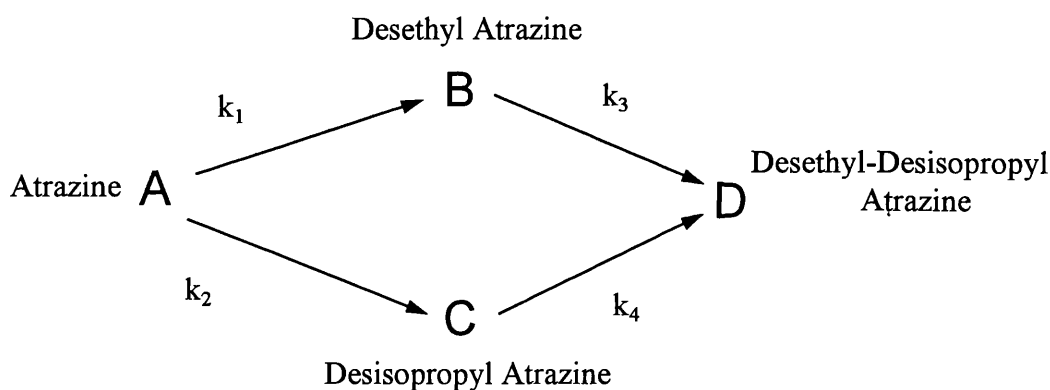 Desethyl Atrazine
B
k₁
k₃
Atrazine A
D Desethyl-Desisopropyl
Atrazine
k₂
C
k₄
Desisopropyl Atrazine